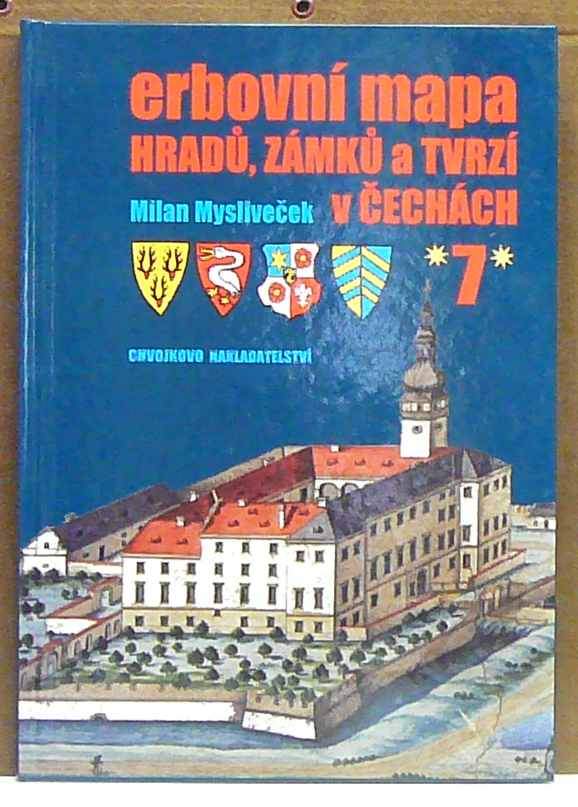 erbovní mapa
HRADŮ, ZÁMKŮ a TVRZÍ
Milan Mysliveček v ČECHÁCH
*7*
CHVOJKOVO NAKLADATELSTVÍ